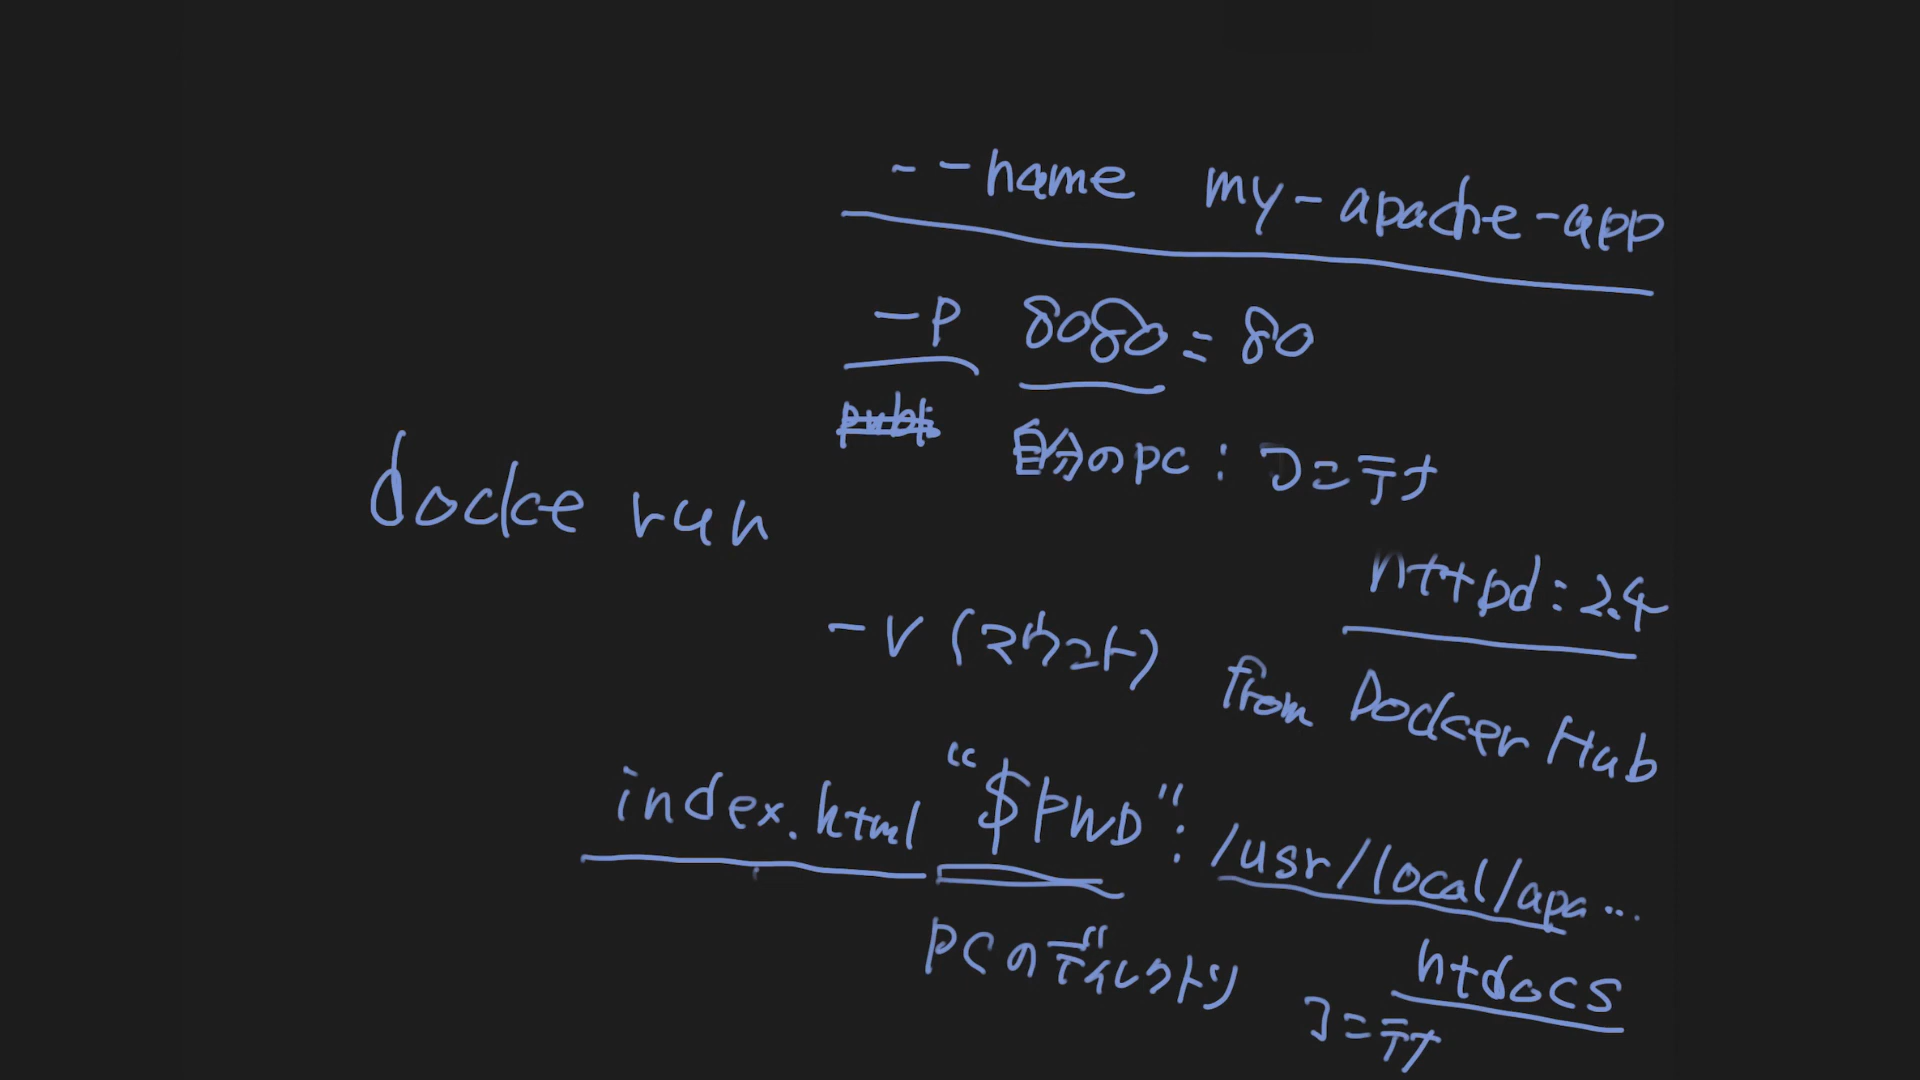 --name my-apache-app
-p 8080=80
publ
自分のpc:コンテナ
docke run
httpd:2.4
-v (マウント)
from Docker Hub
index.html "$PWD":/usr/local/apa...
PCのディレクトリ
htdocs
コンテナ